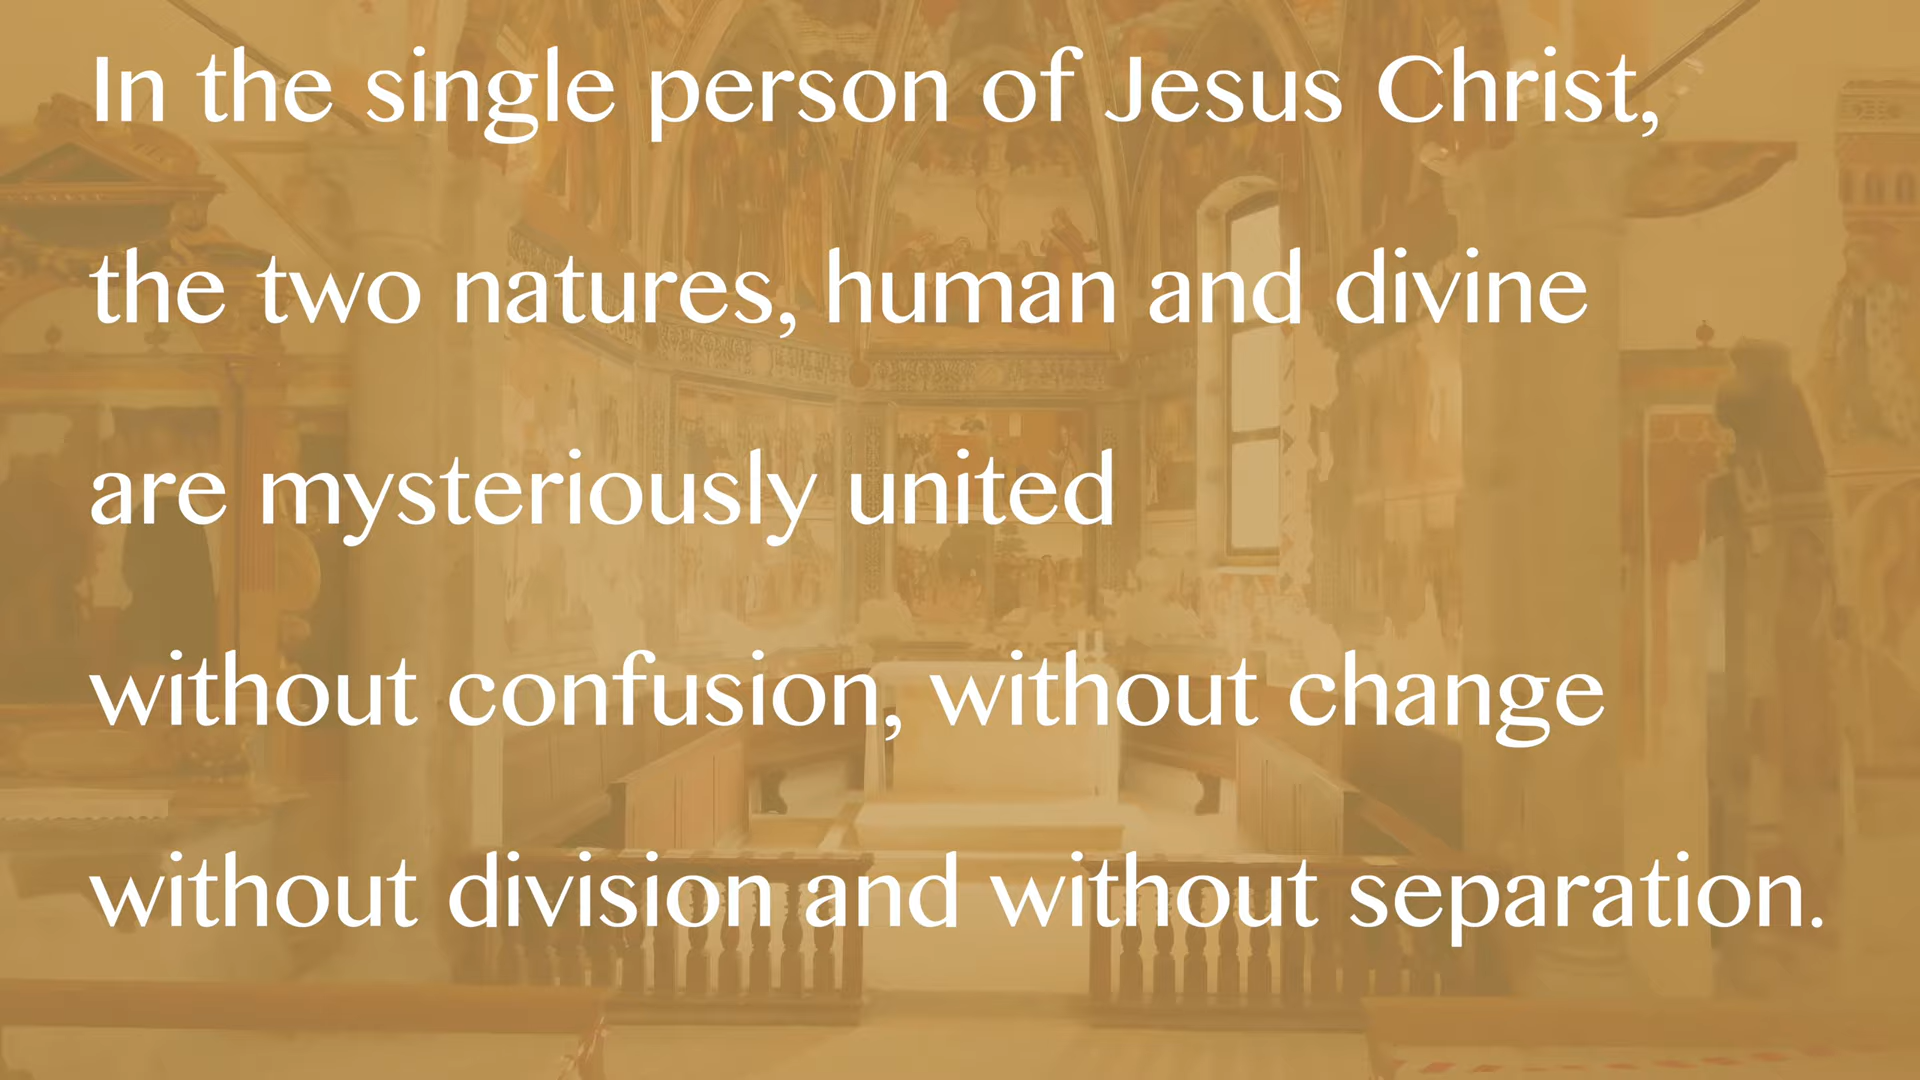 In the single person of Jesus Christ,
the two natures, human and divine
are mysteriously united
without confusion, without change
without division and without separation.